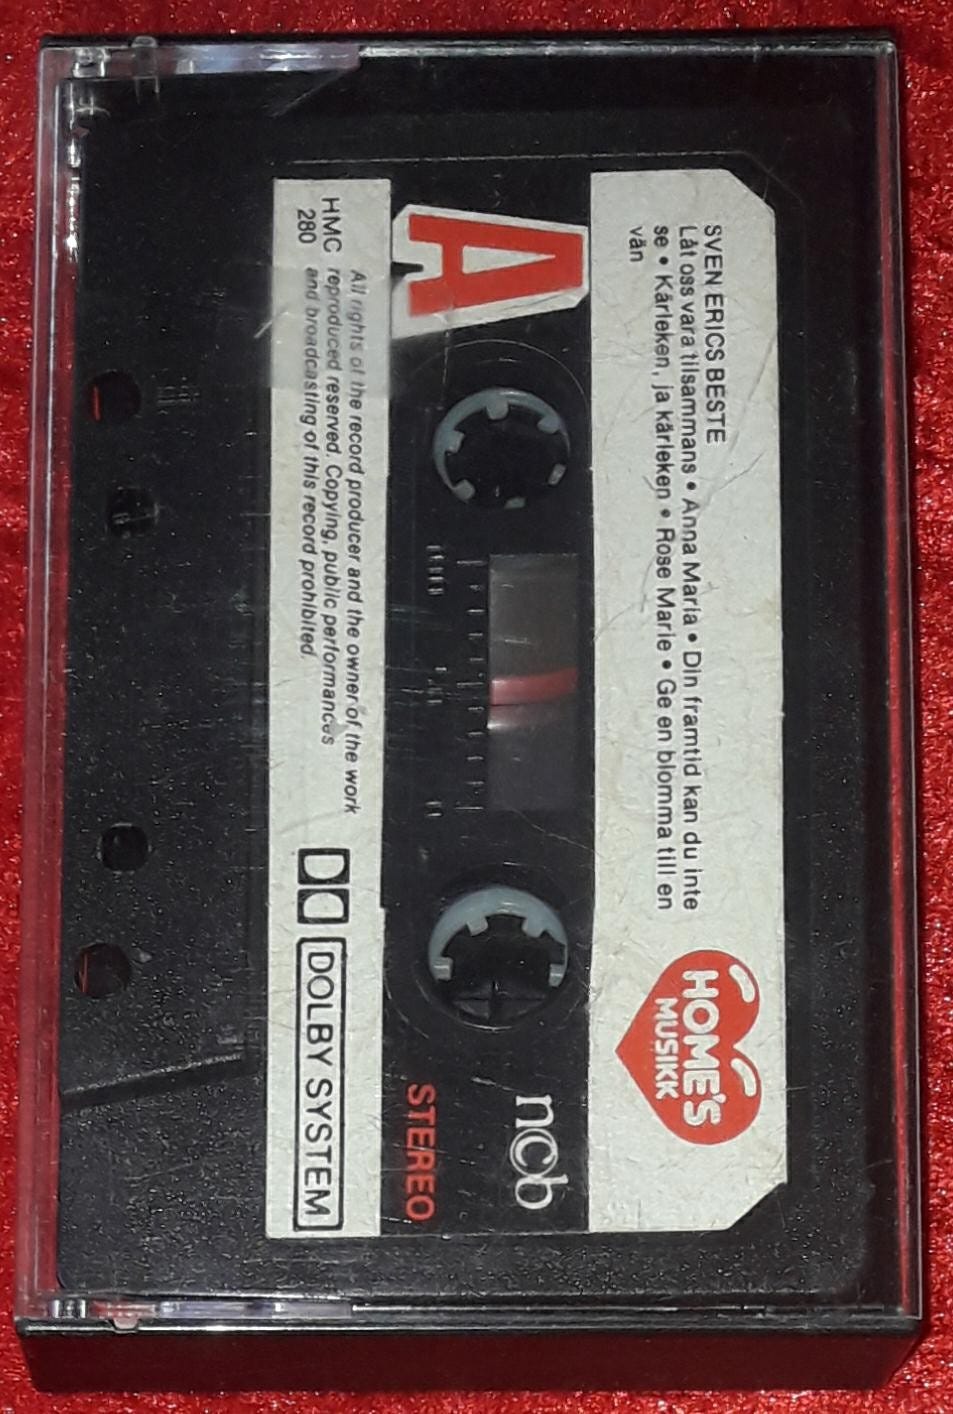 SVEN ERICS BESTE
Låt oss vara tilsammans • Anna Maria • Din framtid kan du inte
se • Kärleken, ja kärleken • Rose Marie • Ge en blomma till en
vän
HOME'S
MUSIKK
A
ncb
STEREO
HMC
280
All rights of the record producer and the owner of the work
reproduced reserved. Copying, public performances
and broadcasting of this record prohibited.
DOLBY SYSTEM